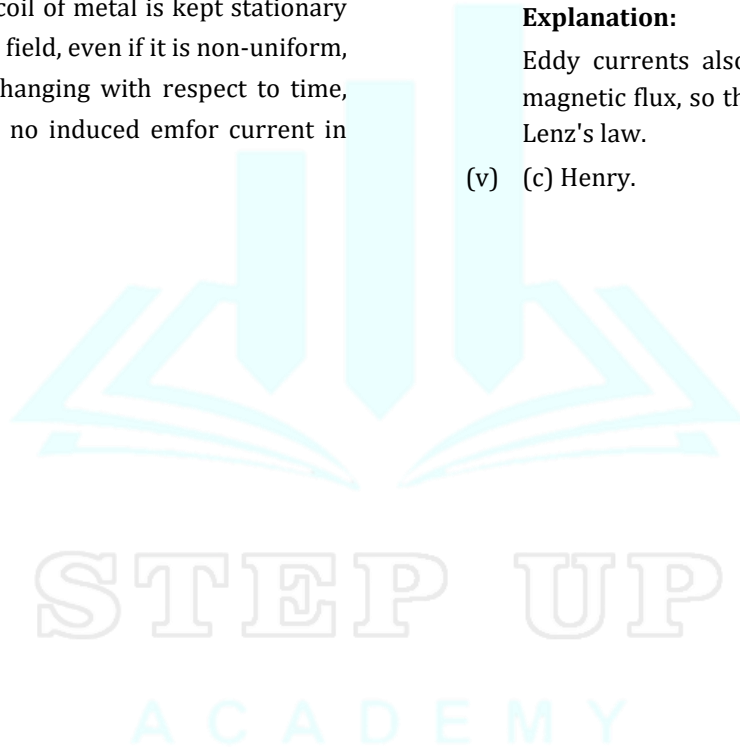 coil of metal is kept stationary
field, even if it is non-uniform,
hanging with respect to time,
no induced emfor current in
Explanation:
Eddy currents also
magnetic flux, so th
Lenz's law.
(v) (c) Henry.
STEP UP
ACADEMY